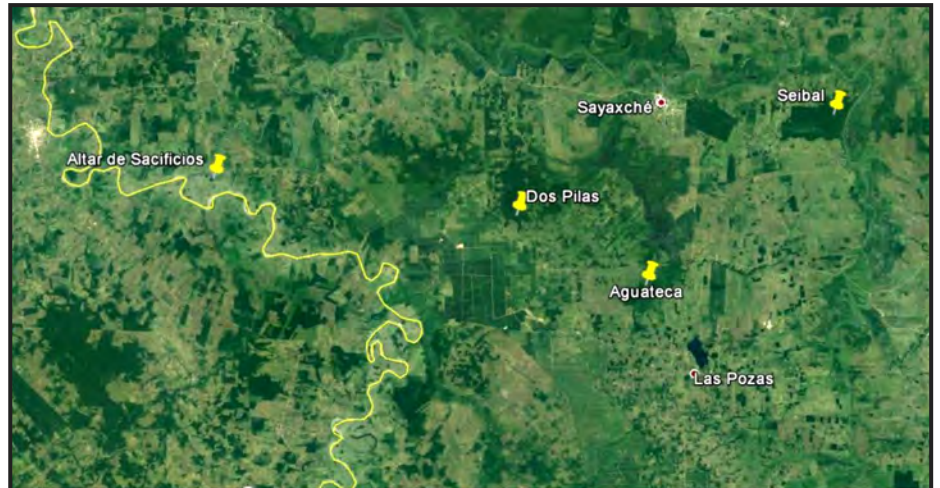 Seibal
Sayaxché
Altar de Sacificios
Dos Pilas
Aguateca
Las Pozas